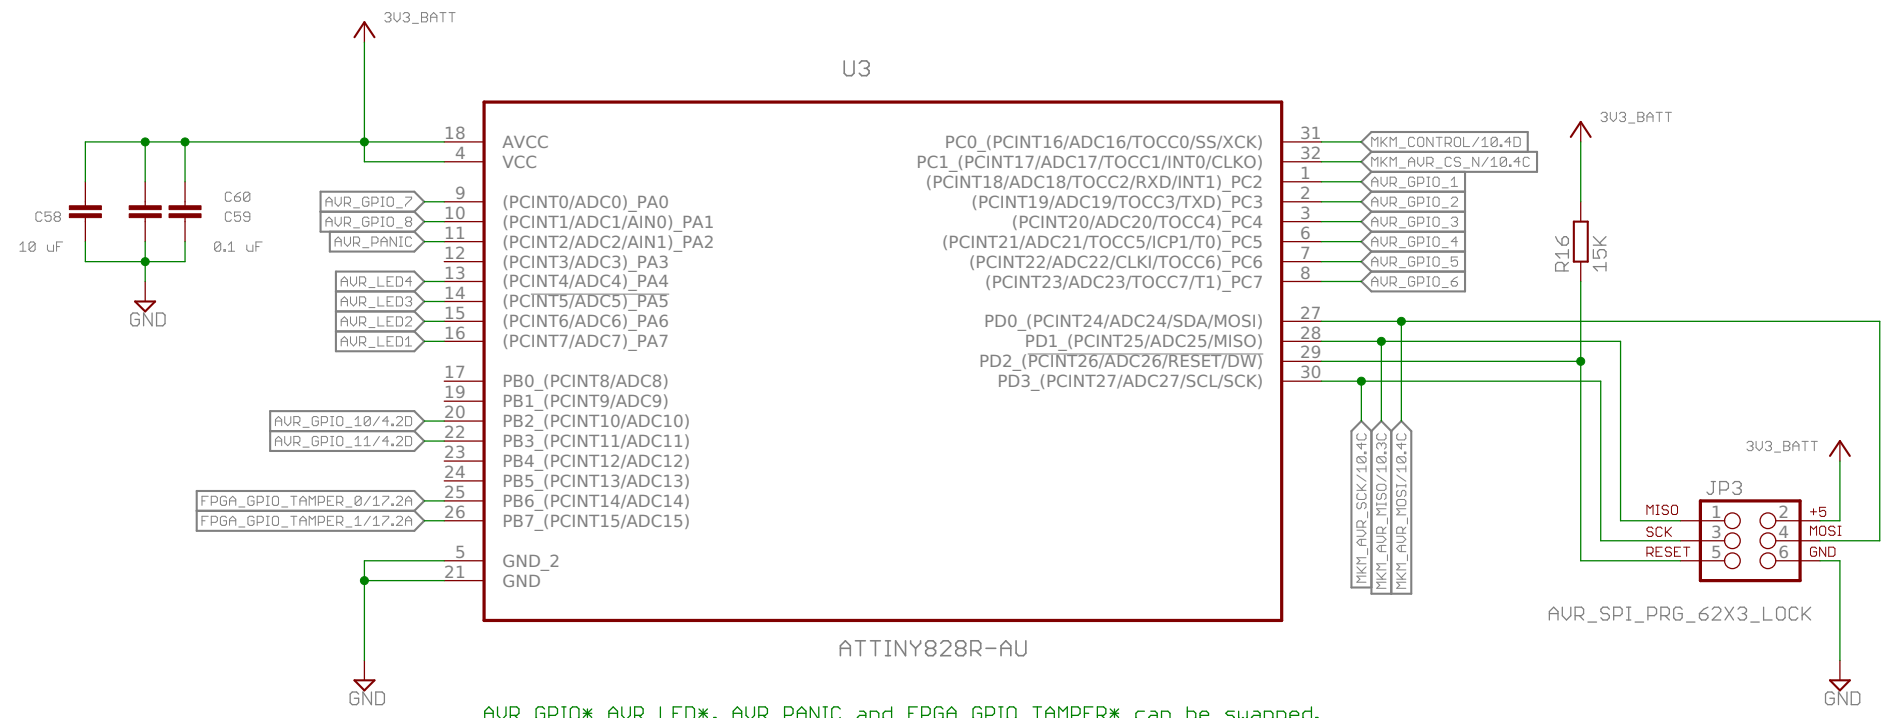 3V3_BATT
U3
18 AVCC
4 VCC
C60
C58 C59
10 uF 0.1 uF
GND
AVR_GPIO_7 9 (PCINT0/ADC0)_PA0
AVR_GPIO_8 10 (PCINT1/ADC1/AIN0)_PA1
AVR_PANIC 11 (PCINT2/ADC2/AIN1)_PA2
12 (PCINT3/ADC3)_PA3
AVR_LED4 13 (PCINT4/ADC4)_PA4
AVR_LED3 14 (PCINT5/ADC5)_PA5
AVR_LED2 15 (PCINT6/ADC6)_PA6
AVR_LED1 16 (PCINT7/ADC7)_PA7
17 PB0_(PCINT8/ADC8)
19 PB1_(PCINT9/ADC9)
AVR_GPIO_10/4.2D 20 PB2_(PCINT10/ADC10)
AVR_GPIO_11/4.2D 22 PB3_(PCINT11/ADC11)
23 PB4_(PCINT12/ADC12)
24 PB5_(PCINT13/ADC13)
FPGA_GPIO_TAMPER_0/17.2A 25 PB6_(PCINT14/ADC14)
FPGA_GPIO_TAMPER_1/17.2A 26 PB7_(PCINT15/ADC15)
5 GND_2
21 GND
GND
PC0_(PCINT16/ADC16/TOCC0/SS/XCK) 31 MKM_CONTROL/10.4D
PC1_(PCINT17/ADC17/TOCC1/INT0/CLKO) 32 MKM_AVR_CS_N/10.4C
(PCINT18/ADC18/TOCC2/RXD/INT1)_PC2 1 AVR_GPIO_1
(PCINT19/ADC19/TOCC3/TXD)_PC3 2 AVR_GPIO_2
(PCINT20/ADC20/TOCC4)_PC4 3 AVR_GPIO_3
(PCINT21/ADC21/TOCC5/ICP1/T0)_PC5 6 AVR_GPIO_4
(PCINT22/ADC22/CLKI/TOCC6)_PC6 7 AVR_GPIO_5
(PCINT23/ADC23/TOCC7/T1)_PC7 8 AVR_GPIO_6
PD0_(PCINT24/ADC24/SDA/MOSI) 27
PD1_(PCINT25/ADC25/MISO) 28
PD2_(PCINT26/ADC26/RESET/DW) 29
PD3_(PCINT27/ADC27/SCL/SCK) 30
MKM_AVR_SCK/10.4C
MKM_AVR_MISO/10.3C
MKM_AVR_MOSI/10.4C
3V3_BATT
R16
15K
3V3_BATT
JP3
MISO 1 2 +5
SCK 3 4 MOSI
RESET 5 6 GND
AVR_SPI_PRG_62X3_LOCK
GND
ATTINY828R-AU
AVR_GPIO*, AVR_LED*, AVR_PANIC and FPGA_GPIO_TAMPER* can be swapped.